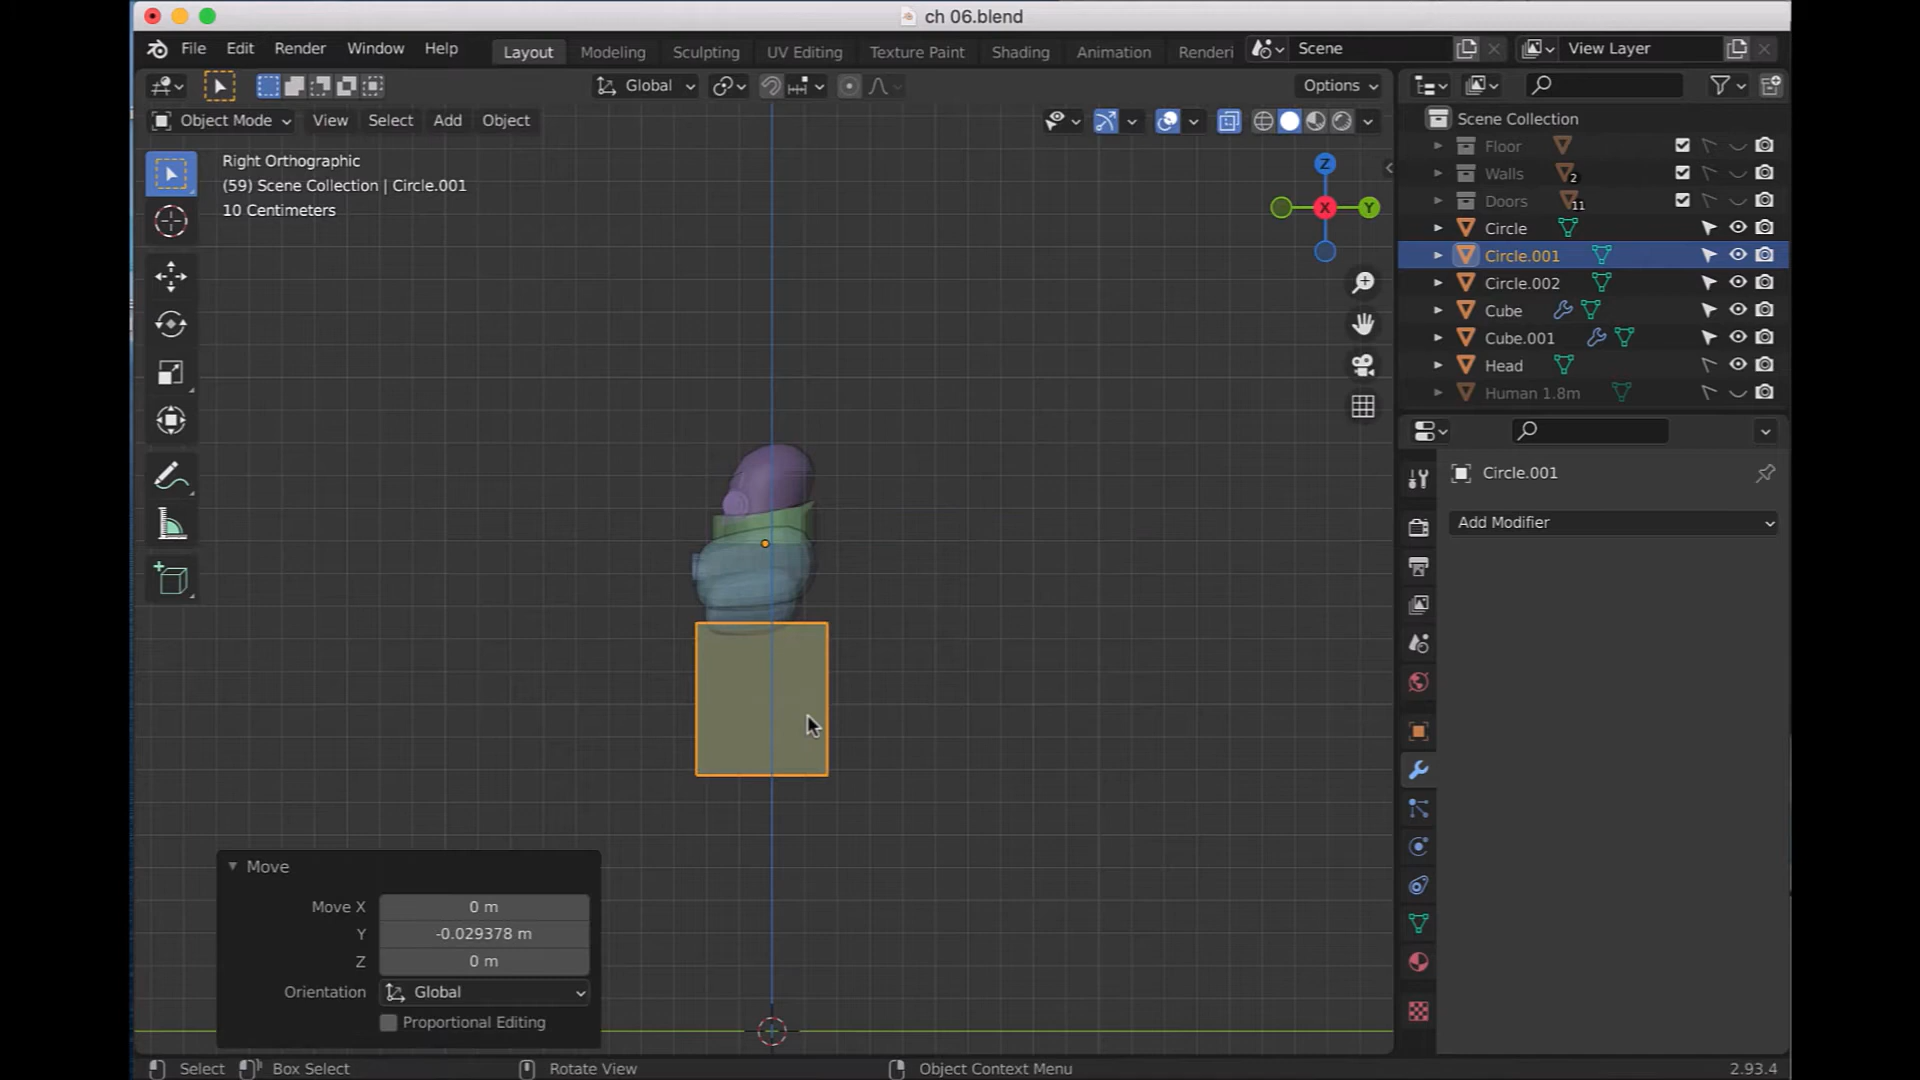 ch 06.blend
File Edit Render Window Help Layout Modeling Sculpting UV Editing Texture Paint Shading Animation Renderi Scene View Layer
Global Options
Object Mode View Select Add Object
Right Orthographic
(59) Scene Collection | Circle.001
10 Centimeters
Z
X
Y
Scene Collection
Floor
Walls 2
Doors 11
Circle
Circle.001
Circle.002
Cube
Cube.001
Head
Human 1.8m
Circle.001
Add Modifier
Move
Move X 0 m
Y -0.029378 m
Z 0 m
Orientation Global
Proportional Editing
Select Box Select Rotate View Object Context Menu 2.93.4